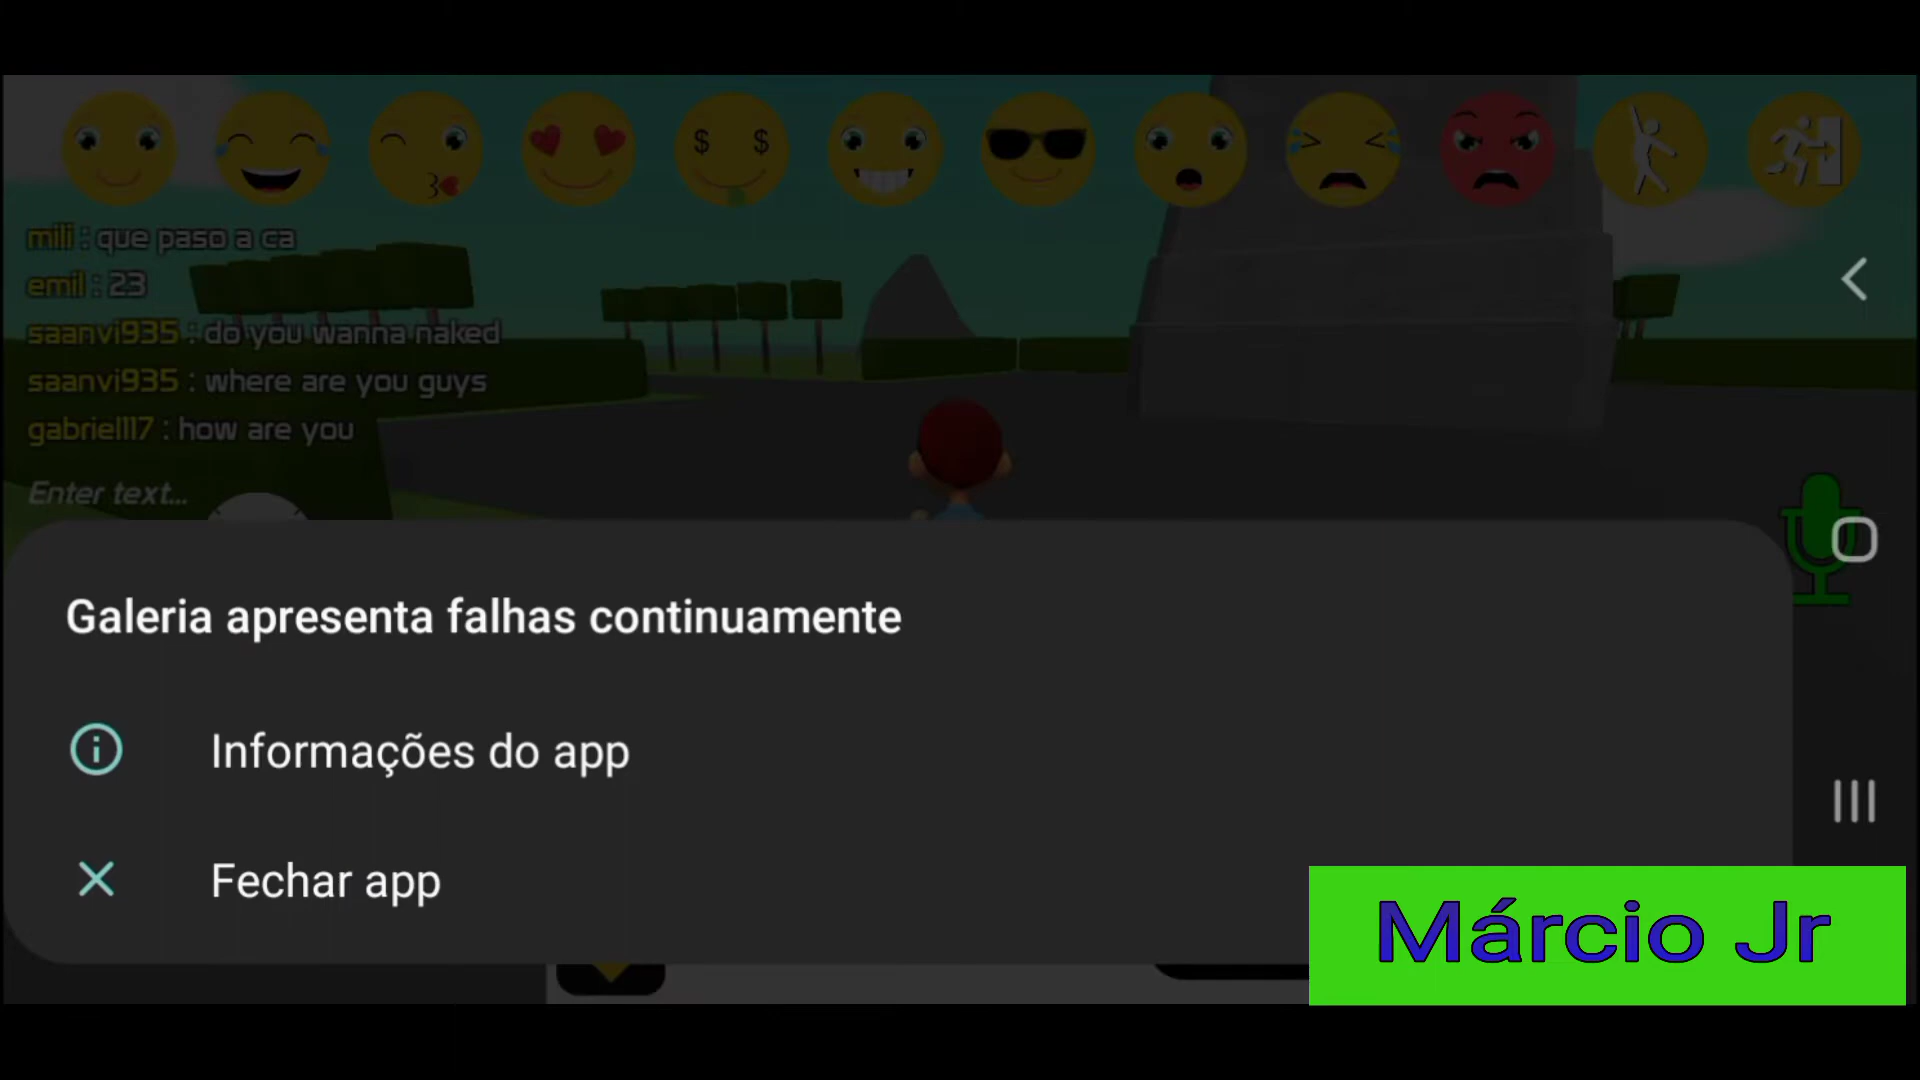 mili : que paso a ca
emil : 23
saanvi935 : do you wanna naked
saanvi935 : where are you guys
gabriel117 : how are you
Enter text...
Galeria apresenta falhas continuamente
Informações do app
Fechar app
Márcio Jr